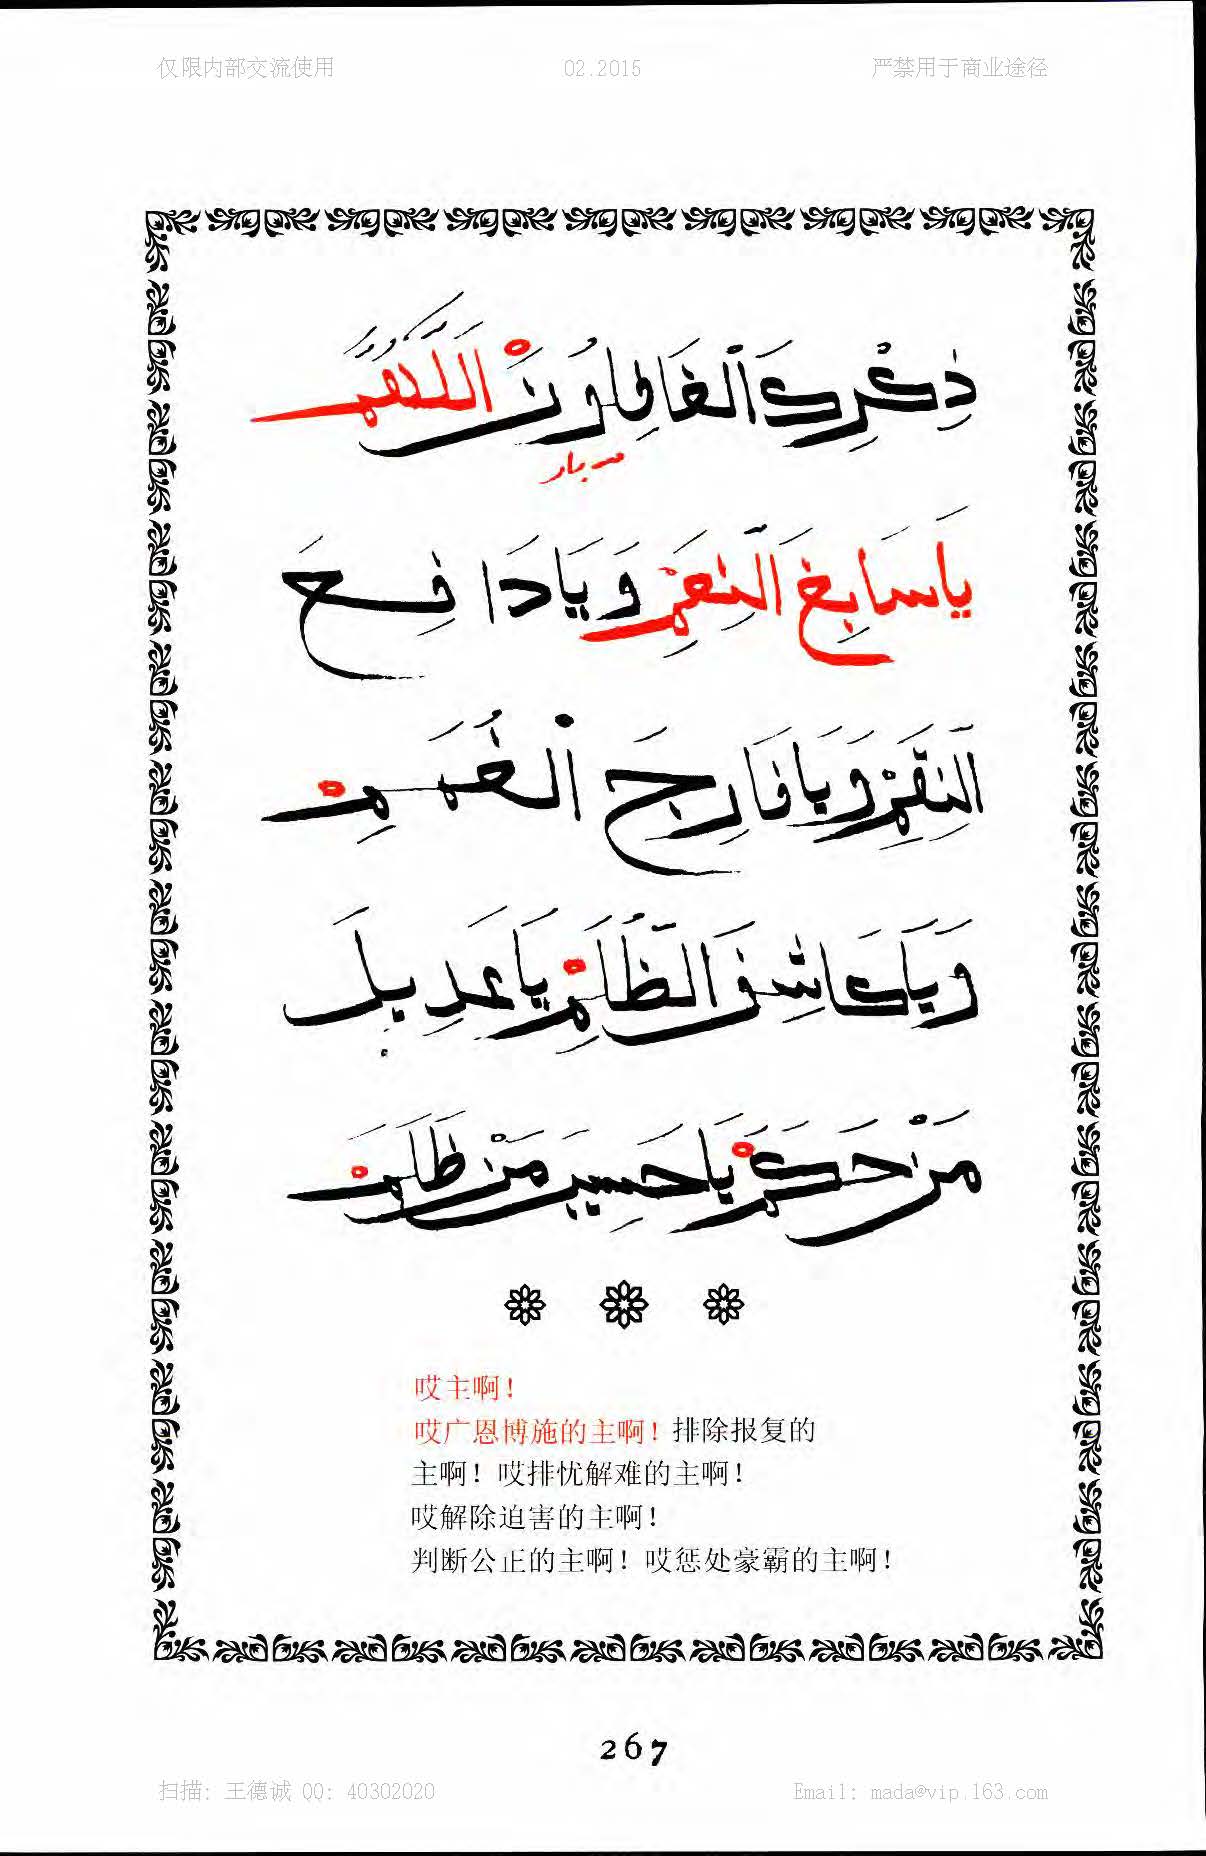 仅限内部交流使用 02.2015 严禁用于商业途径
ذِكْرِكَ ٱلْغَافِلُونَ اَللّٰهُمَّ
يَا سَابِغَ النِّعَمِ وَيَا دَافِعَ
النِّقَمْ وَيَا فَارِجَ الْغُمَمِ
وَيَا كَاشِفَ الظُّلَمْ يَا عَدِيلَ
مَنْ حَكَمْ يَا حَسِيبَ مَنْ ظَلَمْ
哎主啊！
哎广恩博施的主啊！排除报复的
主啊！哎排忧解难的主啊！
哎解除迫害的主啊！
判断公正的主啊！哎惩处豪霸的主啊！
267
扫描: 王德诚 QQ: 40302020 Email: mada@vip.163.com